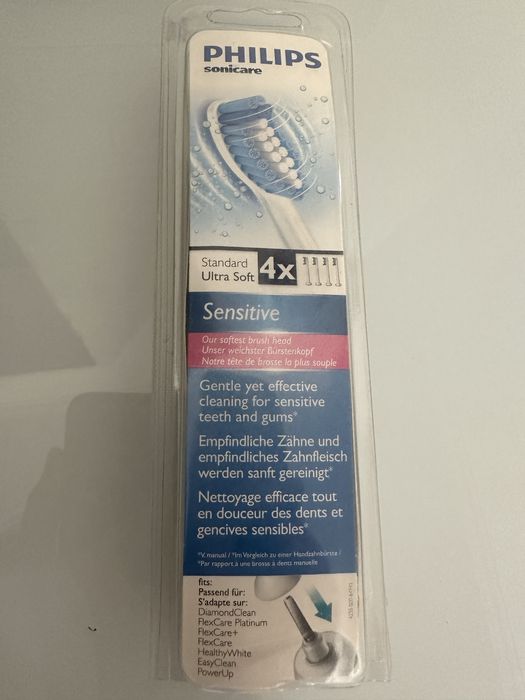 PHILIPS
sonicare
Standard
Ultra Soft
4x
Sensitive
Our softest brush head
Unser weichster Bürstenkopf
Notre tête de brosse la plus souple
Gentle yet effective
cleaning for sensitive
teeth and gums*
Empfindliche Zähne und
empfindliches Zahnfleisch
werden sanft gereinigt*
Nettoyage efficace tout
en douceur des dents et
gencives sensibles*
*V. manual / *Im Vergleich zu einer Handzahnbürste /
*Par rapport à une brosse à dents manuelle
fits:
Passend für:
S'adapte sur:
DiamondClean
FlexCare Platinum
FlexCare+
FlexCare
HealthyWhite
EasyClean
PowerUp